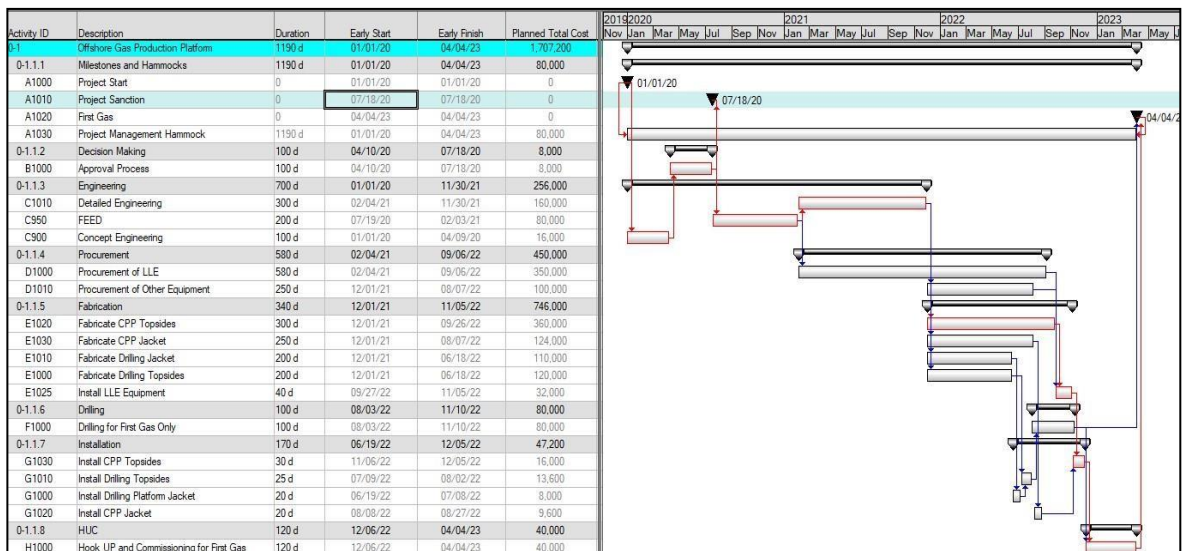 2019 2020 2021 2022 2023
Activity ID Description Duration Early Start Early Finish Planned Total Cost Nov Jan Mar May Jul Sep Nov Jan Mar May Jul Sep Nov Jan Mar May Jul Sep Nov Jan Mar May J
0-1 Offshore Gas Production Platform 1190 d 01/01/20 04/04/23 1,707,200
0-1.1.1 Milestones and Hammocks 1190 d 01/01/20 04/04/23 80,000
A1000 Project Start 0 01/01/20 01/01/20 0 01/01/20
A1010 Project Sanction 0 07/18/20 07/18/20 0 07/18/20
A1020 First Gas 0 04/04/23 04/04/23 0 04/04/2
A1030 Project Management Hammock 1190 d 01/01/20 04/04/23 80,000
0-1.1.2 Decision Making 100 d 04/10/20 07/18/20 8,000
B1000 Approval Process 100 d 04/10/20 07/18/20 8,000
0-1.1.3 Engineering 700 d 01/01/20 11/30/21 256,000
C1010 Detailed Engineering 300 d 02/04/21 11/30/21 160,000
C950 FEED 200 d 07/19/20 02/03/21 80,000
C900 Concept Engineering 100 d 01/01/20 04/09/20 16,000
0-1.1.4 Procurement 580 d 02/04/21 09/06/22 450,000
D1000 Procurement of LLE 580 d 02/04/21 09/06/22 350,000
D1010 Procurement of Other Equipment 250 d 12/01/21 08/07/22 100,000
0-1.1.5 Fabrication 340 d 12/01/21 11/05/22 746,000
E1020 Fabricate CPP Topsides 300 d 12/01/21 09/26/22 360,000
E1030 Fabricate CPP Jacket 250 d 12/01/21 08/07/22 124,000
E1010 Fabricate Drilling Jacket 200 d 12/01/21 06/18/22 110,000
E1000 Fabricate Drilling Topsides 200 d 12/01/21 06/18/22 120,000
E1025 Install LLE Equipment 40 d 09/27/22 11/05/22 32,000
0-1.1.6 Drilling 100 d 08/03/22 11/10/22 80,000
F1000 Drilling for First Gas Only 100 d 08/03/22 11/10/22 80,000
0-1.1.7 Installation 170 d 06/19/22 12/05/22 47,200
G1030 Install CPP Topsides 30 d 11/06/22 12/05/22 16,000
G1010 Install Drilling Topsides 25 d 07/09/22 08/02/22 13,600
G1000 Install Drilling Platform Jacket 20 d 06/19/22 07/08/22 8,000
G1020 Install CPP Jacket 20 d 08/08/22 08/27/22 9,600
0-1.1.8 HUC 120 d 12/06/22 04/04/23 40,000
H1000 Hook UP and Commissioning for First Gas 120 d 12/06/22 04/04/23 40,000